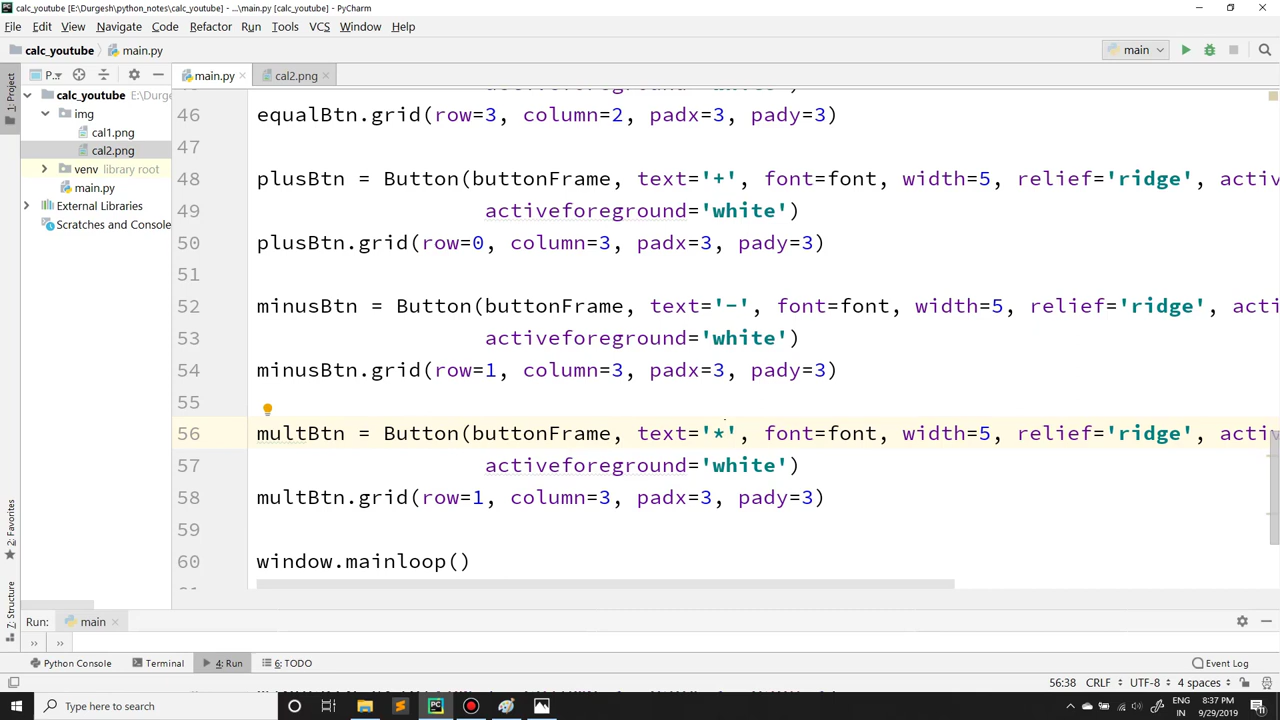 calc_youtube [E:\Durgesh\python_notes\calc_youtube] - ...\main.py [calc_youtube] - PyCharm
File Edit View Navigate Code Refactor Run Tools VCS Window Help
calc_youtube main.py main
1: Project P... main.py cal2.png
calc_youtube E:\Durge
img
cal1.png
cal2.png
venv library root
main.py
External Libraries
Scratches and Console
46 equalBtn.grid(row=3, column=2, padx=3, pady=3)
47
48 plusBtn = Button(buttonFrame, text='+', font=font, width=5, relief='ridge', activ
49 activeforeground='white')
50 plusBtn.grid(row=0, column=3, padx=3, pady=3)
51
52 minusBtn = Button(buttonFrame, text='-', font=font, width=5, relief='ridge', acti
53 activeforeground='white')
54 minusBtn.grid(row=1, column=3, padx=3, pady=3)
55
56 multBtn = Button(buttonFrame, text='*', font=font, width=5, relief='ridge', activ
57 activeforeground='white')
58 multBtn.grid(row=1, column=3, padx=3, pady=3)
59
60 window.mainloop()
2: Favorites
Z: Structure
Run: main
Python Console Terminal 4: Run 6: TODO Event Log
56:38 CRLF UTF-8 4 spaces
Type here to search
ENG 8:37 PM
IN 9/29/2019